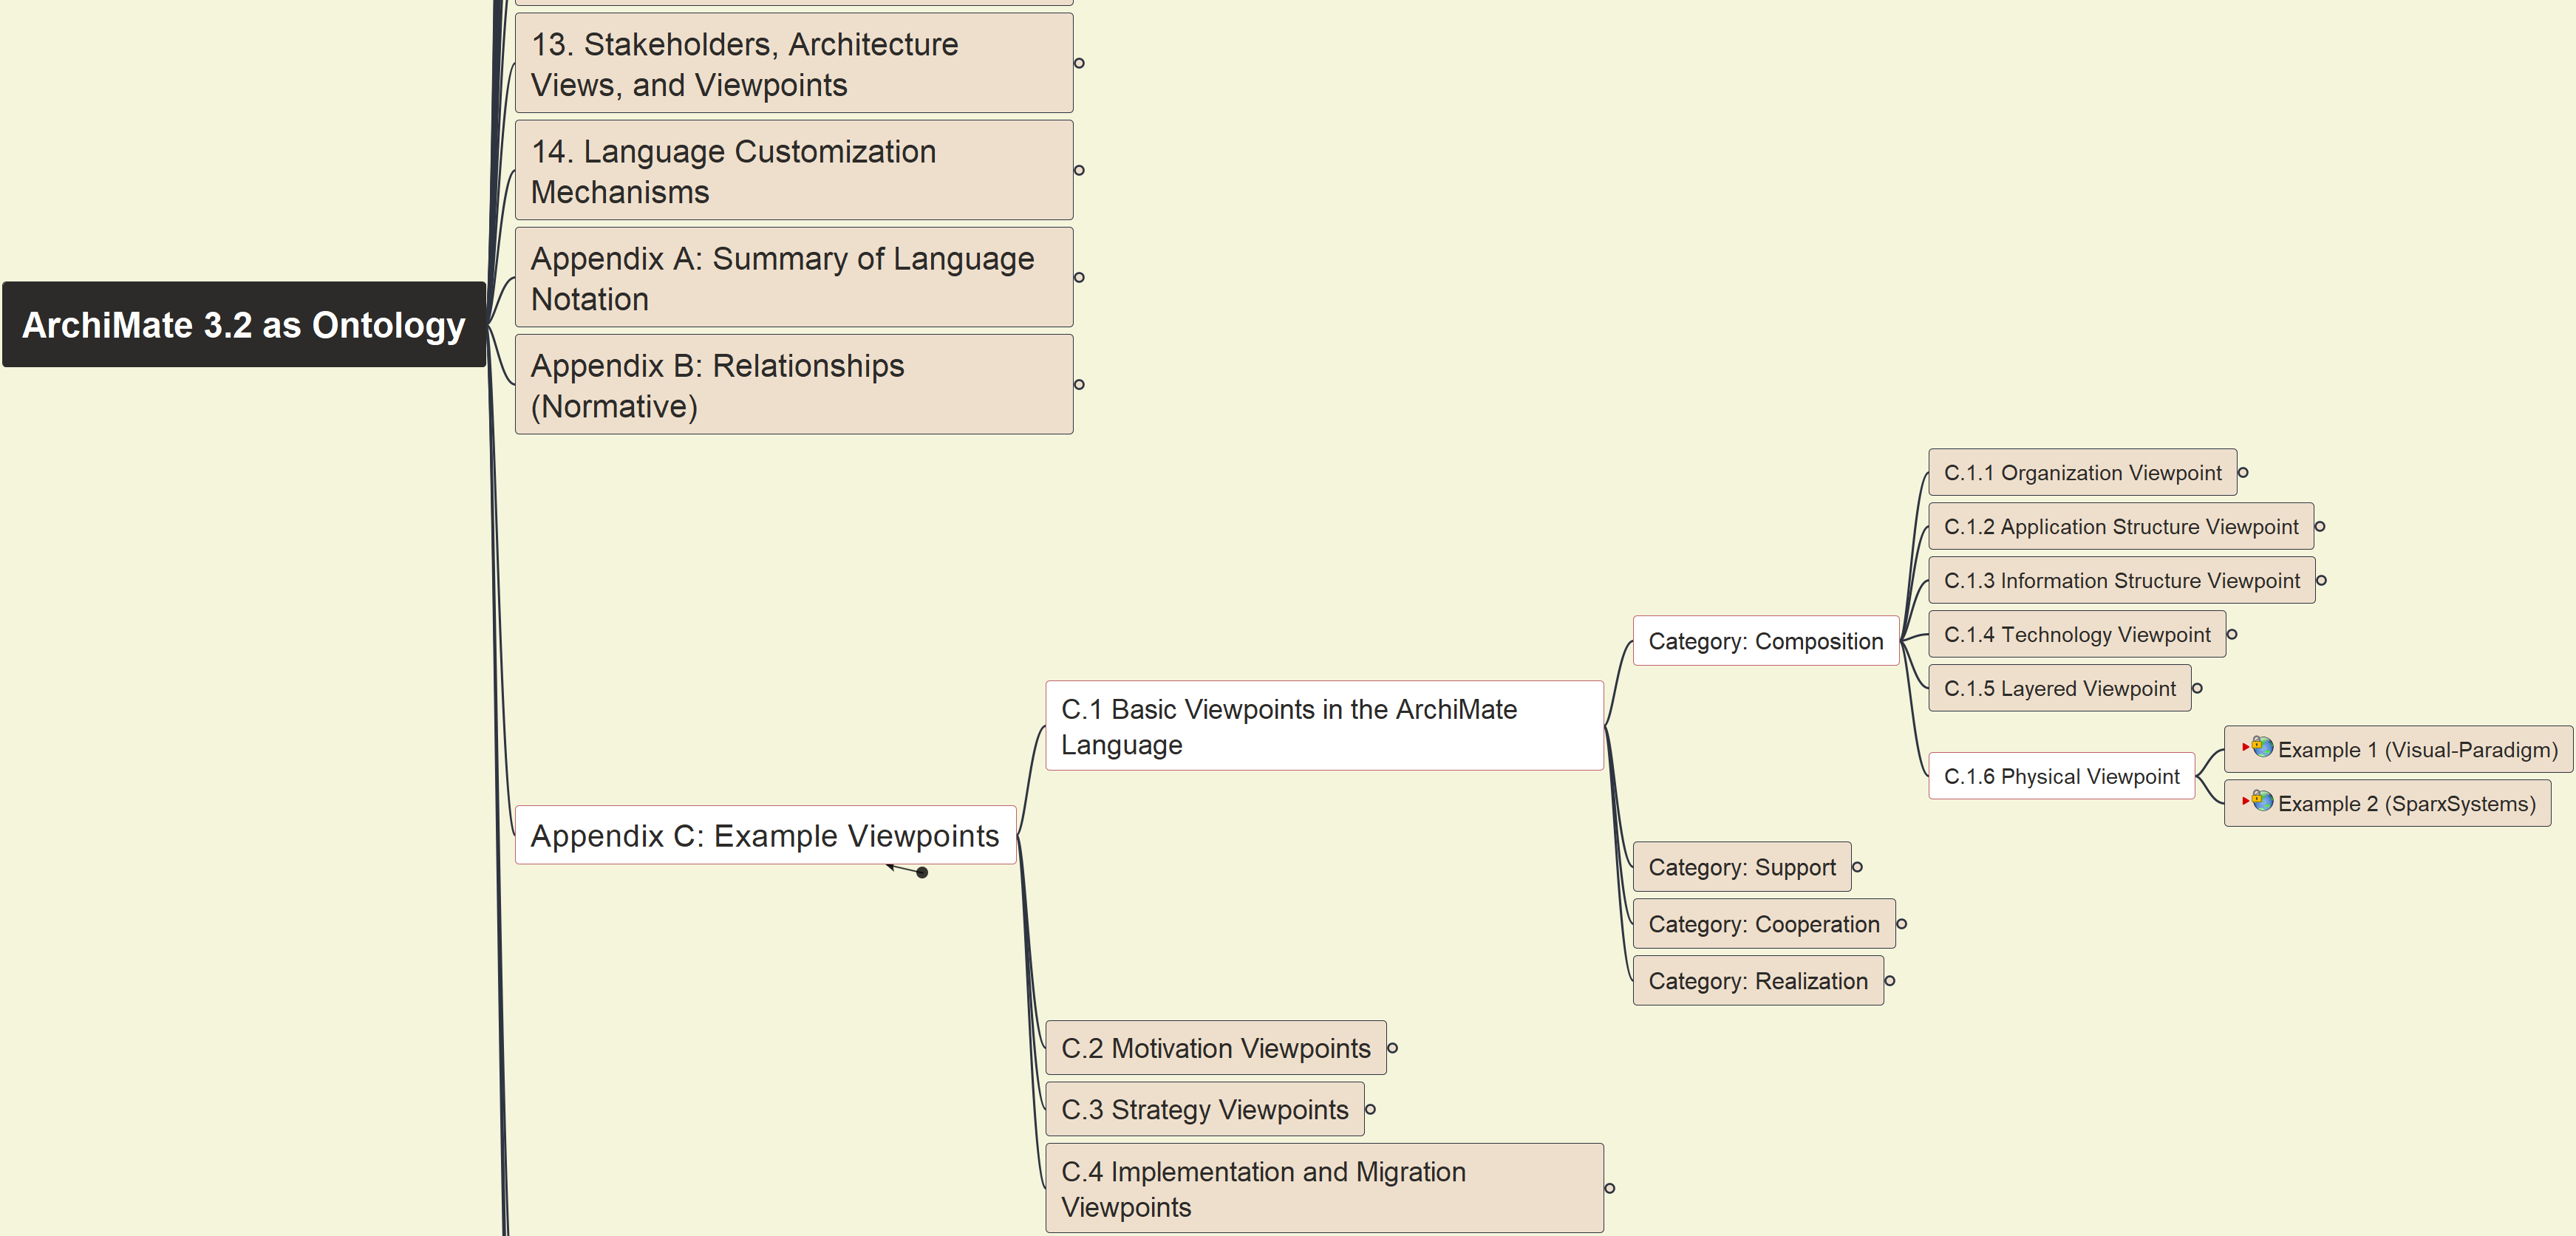 13. Stakeholders, Architecture
Views, and Viewpoints
14. Language Customization
Mechanisms
Appendix A: Summary of Language
Notation
ArchiMate 3.2 as Ontology
Appendix B: Relationships
(Normative)
C.1.1 Organization Viewpoint
C.1.2 Application Structure Viewpoint
C.1.3 Information Structure Viewpoint
Category: Composition
C.1.4 Technology Viewpoint
C.1.5 Layered Viewpoint
C.1 Basic Viewpoints in the ArchiMate
Language
C.1.6 Physical Viewpoint
Example 1 (Visual-Paradigm)
Example 2 (SparxSystems)
Appendix C: Example Viewpoints
Category: Support
Category: Cooperation
Category: Realization
C.2 Motivation Viewpoints
C.3 Strategy Viewpoints
C.4 Implementation and Migration
Viewpoints